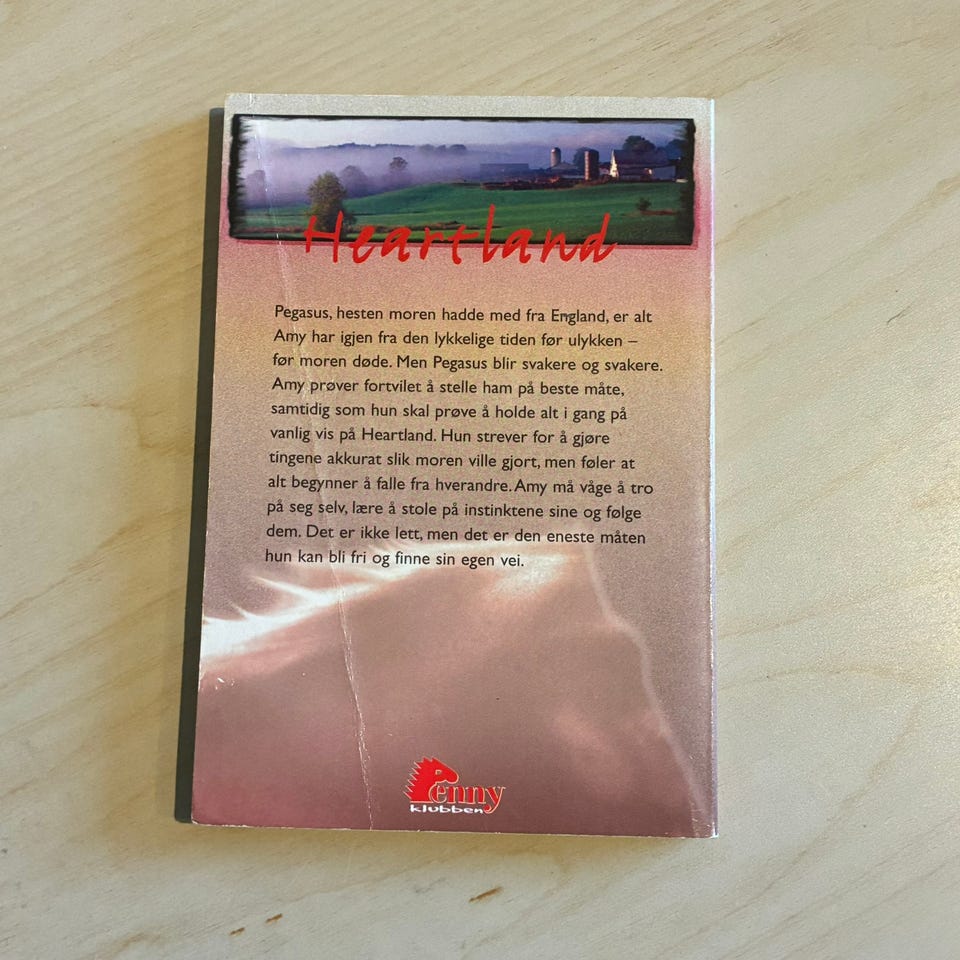 Heartland
Pegasus, hesten moren hadde med fra England, er alt
Amy har igjen fra den lykkelige tiden før ulykken –
før moren døde. Men Pegasus blir svakere og svakere.
Amy prøver fortvilet å stelle ham på beste måte,
samtidig som hun skal prøve å holde alt i gang på
vanlig vis på Heartland. Hun strever for å gjøre
tingene akkurat slik moren ville gjort, men føler at
alt begynner å falle fra hverandre. Amy må våge å tro
på seg selv, lære å stole på instinktene sine og følge
dem. Det er ikke lett, men det er den eneste måten
hun kan bli fri og finne sin egen vei.
Penny
klubben